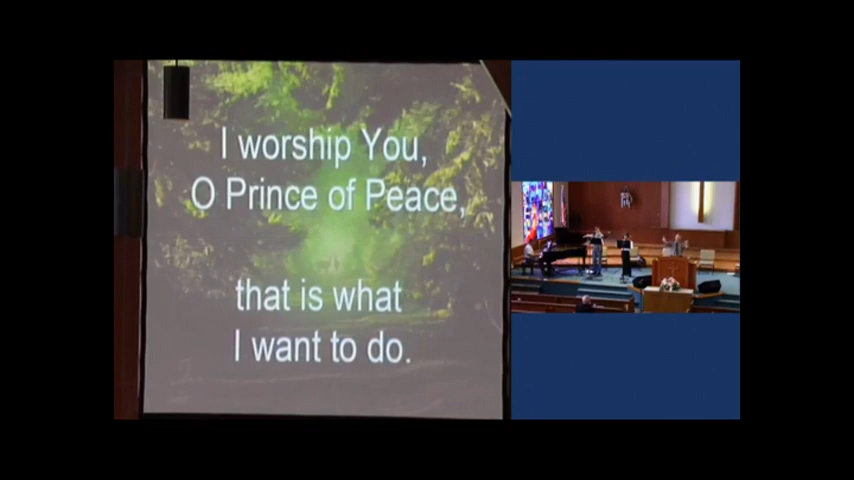 I worship You,
O Prince of Peace,
that is what
I want to do.